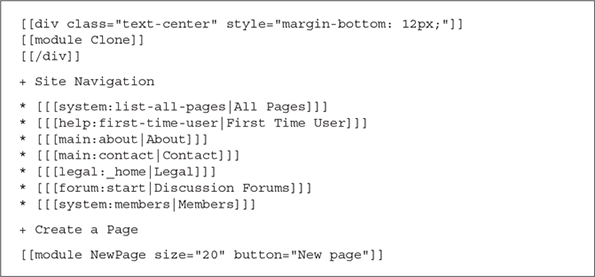 [[div class="text-center" style="margin-bottom: 12px;"]]
[[module Clone]]
[[/div]]
+ Site Navigation
* [[[system:list-all-pages|All Pages]]]
* [[[help:first-time-user|First Time User]]]
* [[[main:about|About]]]
* [[[main:contact|Contact]]]
* [[[legal:_home|Legal]]]
* [[[forum:start|Discussion Forums]]]
* [[[system:members|Members]]]
+ Create a Page
[[module NewPage size="20" button="New page"]]